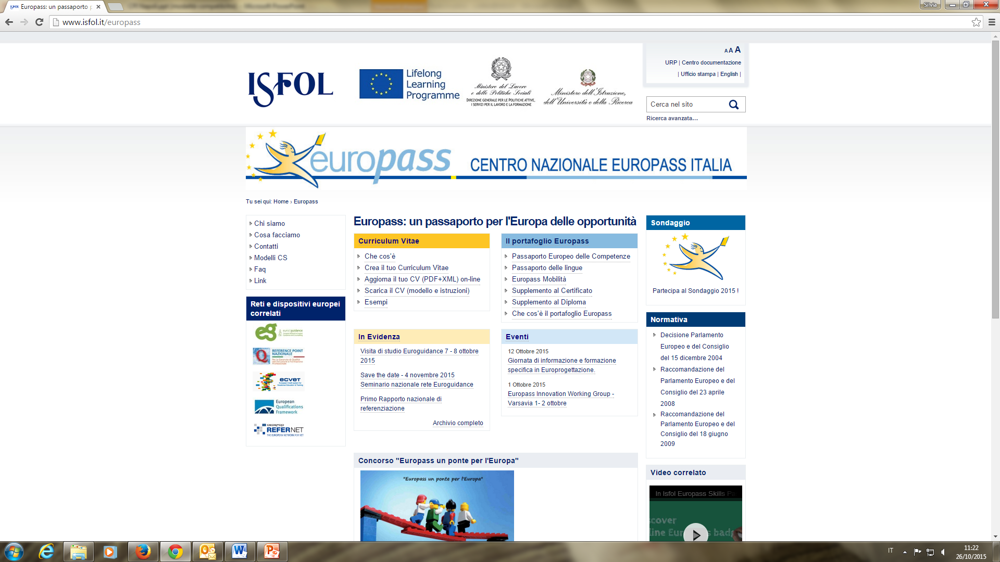 ISFOL Europass: un passaporto p
Silvia
www.isfol.it/europass
A A A
URP | Centro documentazione
| Ufficio stampa | English |
ISFOL
Lifelong
Learning
Programme
Ministero del Lavoro
e delle Politiche Sociali
DIREZIONE GENERALE PER LE POLITICHE ATTIVE,
I SERVIZI PER IL LAVORO E LA FORMAZIONE
Ministero dell'Istruzione,
dell'Università e della Ricerca
Cerca nel sito
Ricerca avanzata…
europass
CENTRO NAZIONALE EUROPASS ITALIA
Tu sei qui: Home › Europass
Chi siamo
Cosa facciamo
Contatti
Modelli CS
Faq
Link
Reti e dispositivi europei
correlati
eg euro|guidance
Q REFERENCE POINT
NAZIONALE
ecvet
European
Qualifications
Framework
CEDEFOP
REFERNET
THE EUROPEAN NETWORK FOR VET
Europass: un passaporto per l'Europa delle opportunità
Curriculum Vitae
Che cos'è
Crea il tuo Curriculum Vitae
Aggiorna il tuo CV (PDF+XML) on-line
Scarica il CV (modello e istruzioni)
Esempi
Il portafoglio Europass
Passaporto Europeo delle Competenze
Passaporto delle lingue
Europass Mobilità
Supplemento al Certificato
Supplemento al Diploma
Che cos'è il portafoglio Europass
In Evidenza
Visita di studio Euroguidance 7 - 8 ottobre
2015
Save the date - 4 novembre 2015
Seminario nazionale rete Euroguidance
Primo Rapporto nazionale di
referenziazione
Archivio completo
Eventi
12 Ottobre 2015
Giornata di informazione e formazione
specifica in Europrogettazione.
1 Ottobre 2015
Europass Innovation Working Group -
Varsavia 1- 2 ottobre
Concorso "Europass un ponte per l'Europa"
"Europass un ponte per l'Europa"
Sondaggio
Partecipa al Sondaggio 2015 !
Normativa
Decisione Parlamento
Europeo e del Consiglio
del 15 dicembre 2004
Raccomandazione del
Parlamento Europeo e del
Consiglio del 23 aprile
2008
Raccomandazione del
Parlamento Europeo e del
Consiglio del 18 giugno
2009
Video correlato
In Isfol Europass Skills Pa
scover
line Eur s badg
IT
11:22
26/10/2015